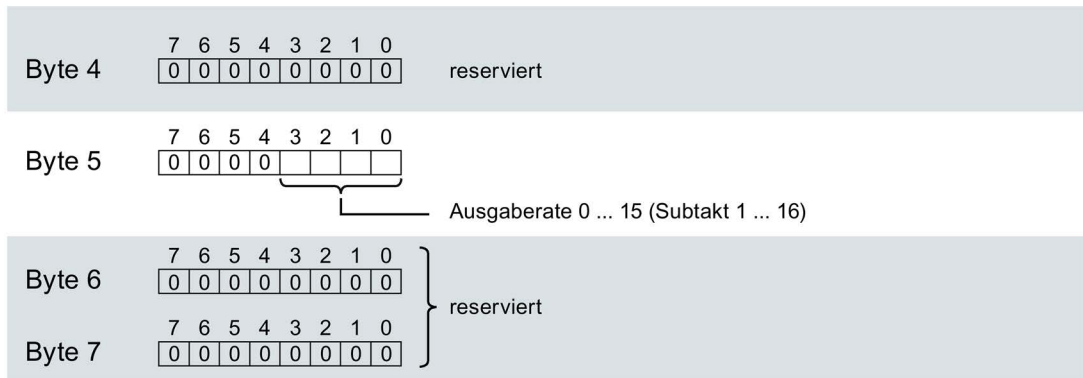 7 6 5 4 3 2 1 0
Byte 4 0 0 0 0 0 0 0 0 reserviert
7 6 5 4 3 2 1 0
Byte 5 0 0 0 0
Ausgaberate 0 ... 15 (Subtakt 1 ... 16)
7 6 5 4 3 2 1 0
Byte 6 0 0 0 0 0 0 0 0
reserviert
7 6 5 4 3 2 1 0
Byte 7 0 0 0 0 0 0 0 0